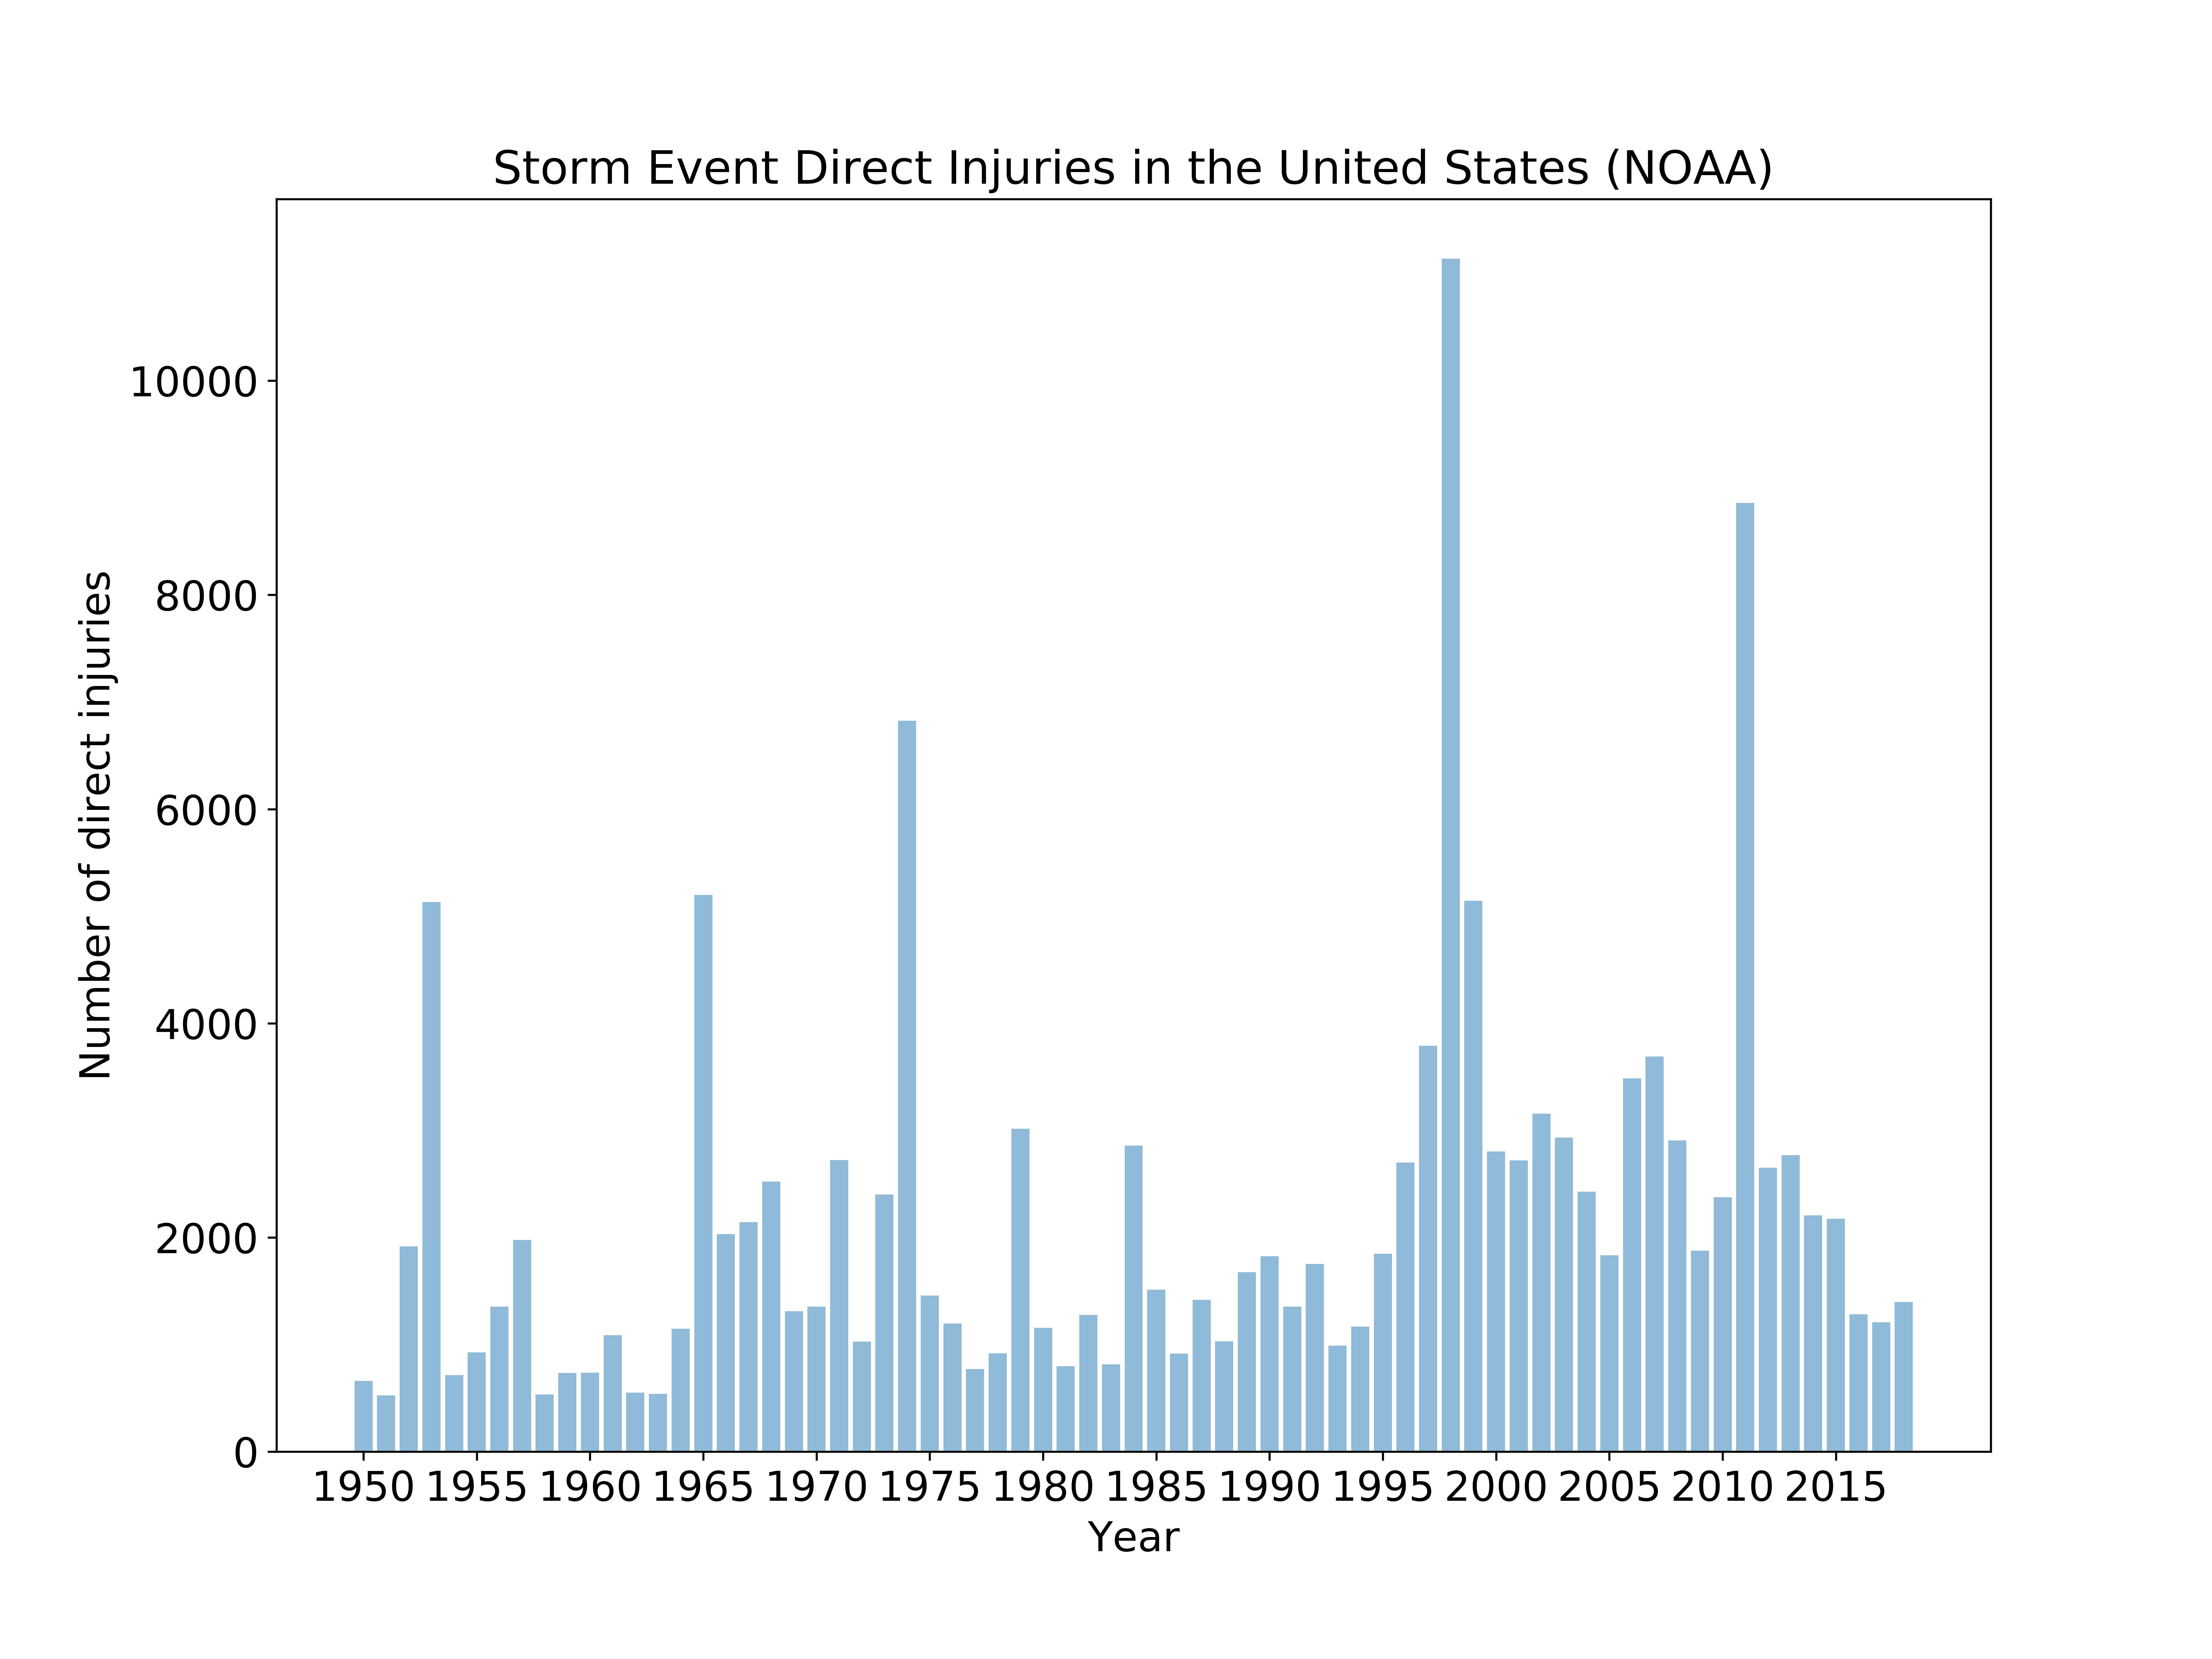 Storm Event Direct Injuries in the United States (NOAA)
Number of direct injuries
10000
8000
6000
4000
2000
0
1950 1955 1960 1965 1970 1975 1980 1985 1990 1995 2000 2005 2010 2015
Year